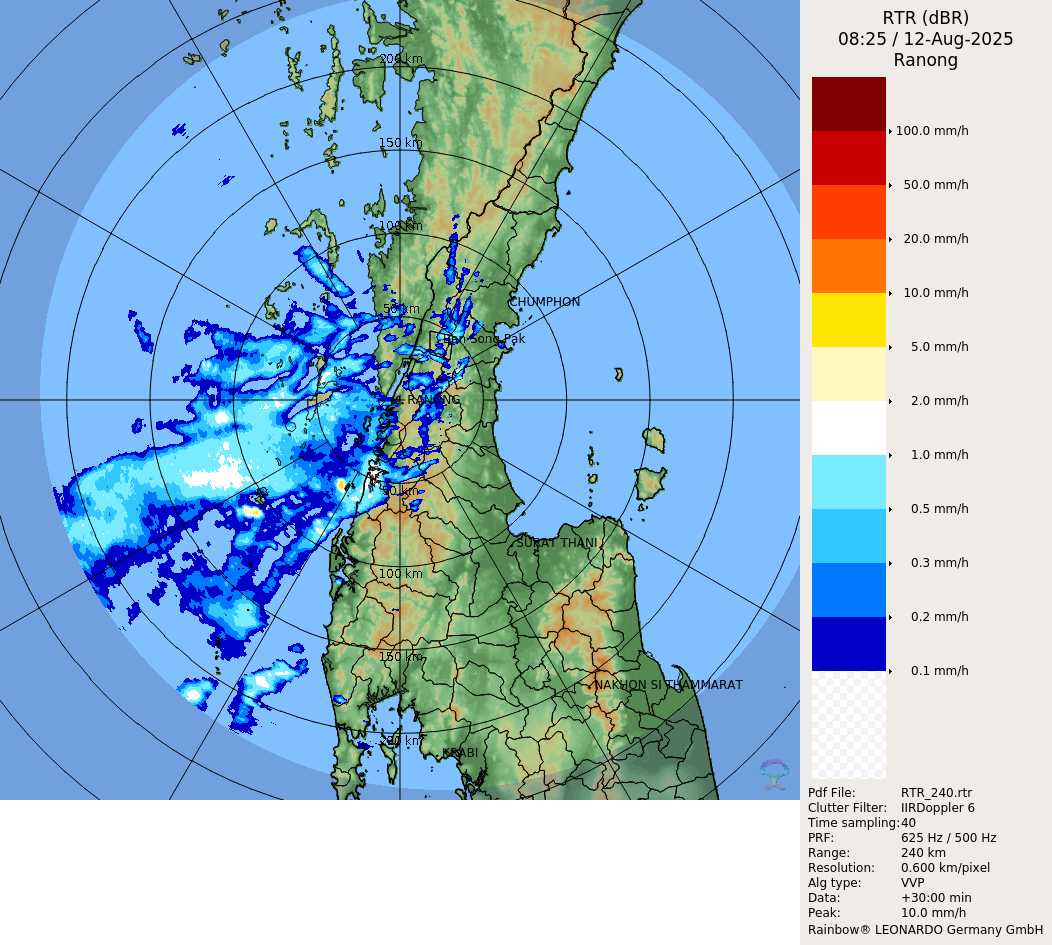 RTR (dBR)
08:25 / 12-Aug-2025
Ranong
200 km
150 km
100 km
50 km
CHUMPHON
Ban Song Pak
RANONG
50 km
SURAT THANI
100 km
150 km
NAKHON SI THAMMARAT
200 km
KRABI
100.0 mm/h
50.0 mm/h
20.0 mm/h
10.0 mm/h
5.0 mm/h
2.0 mm/h
1.0 mm/h
0.5 mm/h
0.3 mm/h
0.2 mm/h
0.1 mm/h
Pdf File: RTR_240.rtr
Clutter Filter: IIRDoppler 6
Time sampling: 40
PRF: 625 Hz / 500 Hz
Range: 240 km
Resolution: 0.600 km/pixel
Alg type: VVP
Data: +30:00 min
Peak: 10.0 mm/h
Rainbow® LEONARDO Germany GmbH